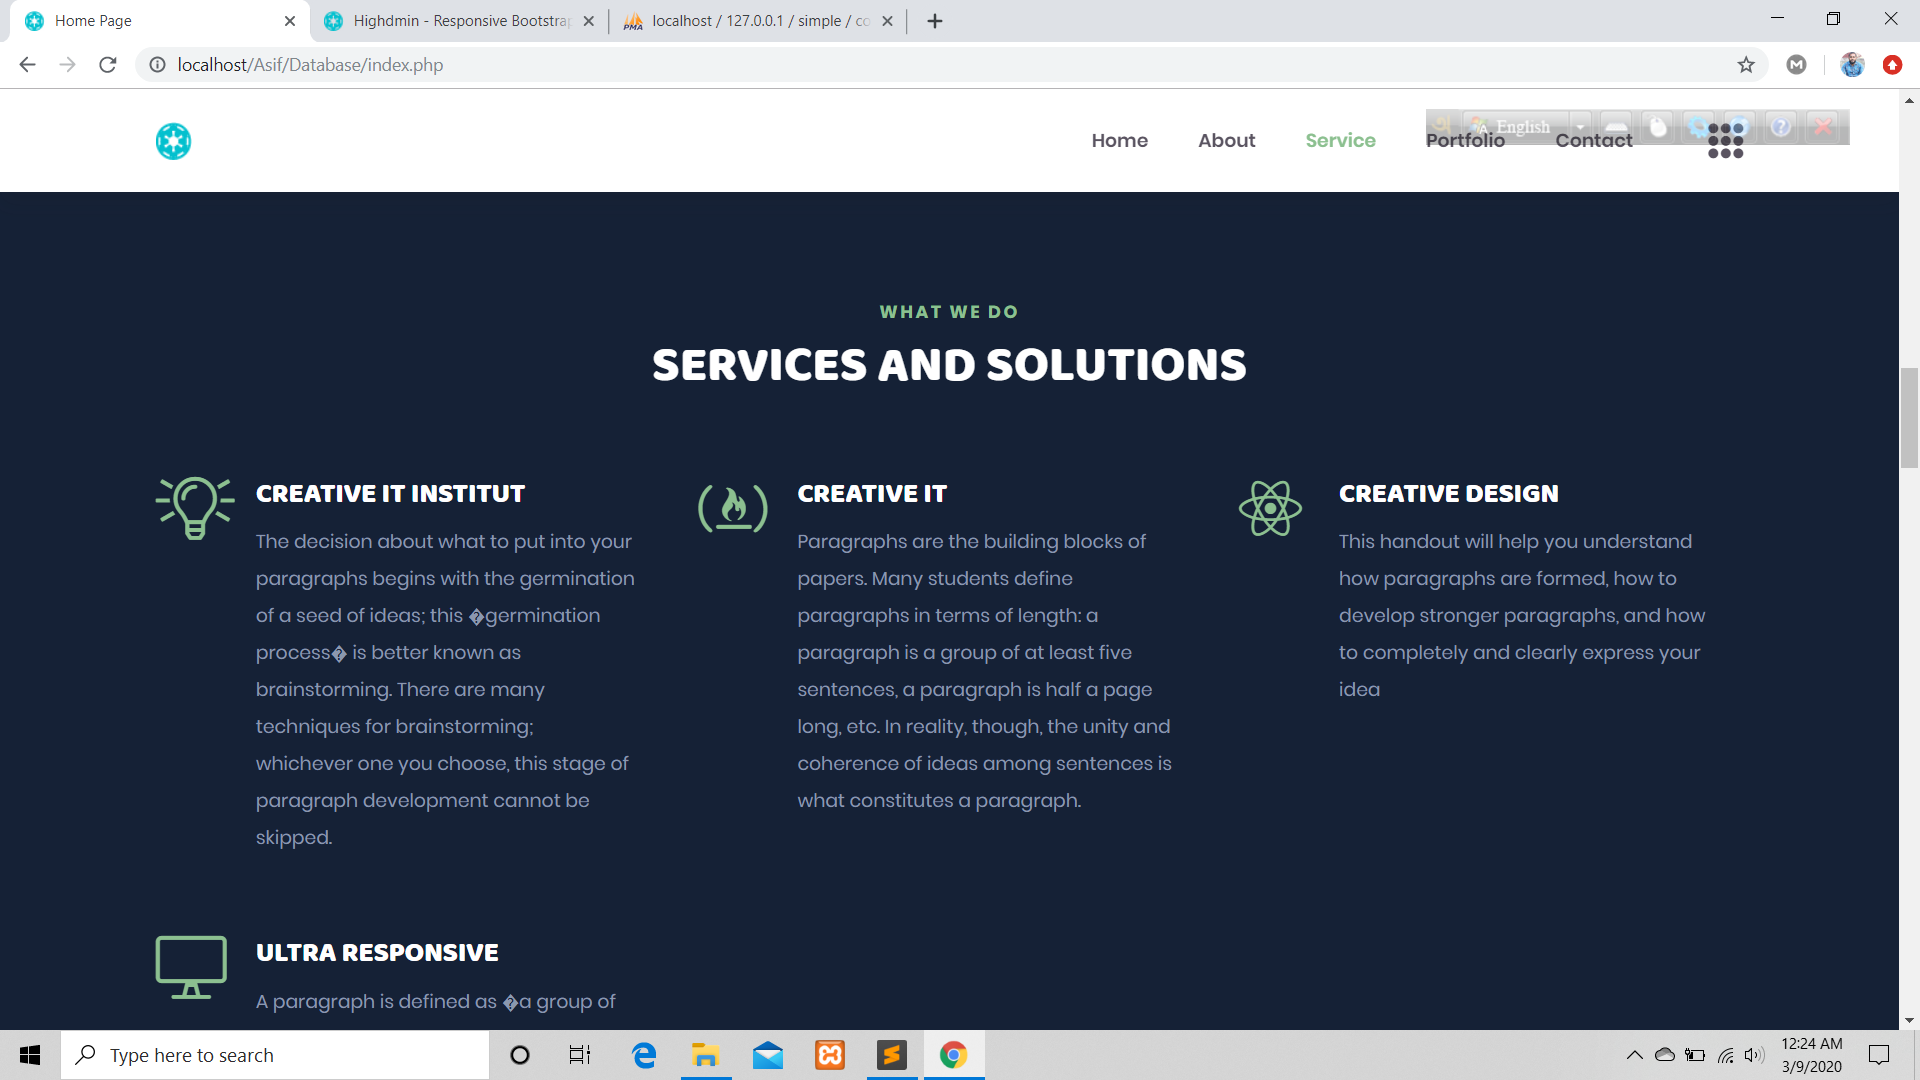 Home Page
Highdmin - Responsive Bootstrap
localhost / 127.0.0.1 / simple / co
localhost/Asif/Database/index.php
English
Home About Service Portfolio Contact
WHAT WE DO
SERVICES AND SOLUTIONS
CREATIVE IT INSTITUT
The decision about what to put into your
paragraphs begins with the germination
of a seed of ideas; this �germination
process� is better known as
brainstorming. There are many
techniques for brainstorming;
whichever one you choose, this stage of
paragraph development cannot be
skipped.
CREATIVE IT
Paragraphs are the building blocks of
papers. Many students define
paragraphs in terms of length: a
paragraph is a group of at least five
sentences, a paragraph is half a page
long, etc. In reality, though, the unity and
coherence of ideas among sentences is
what constitutes a paragraph.
CREATIVE DESIGN
This handout will help you understand
how paragraphs are formed, how to
develop stronger paragraphs, and how
to completely and clearly express your
idea
ULTRA RESPONSIVE
A paragraph is defined as �a group of
Type here to search
12:24 AM
3/9/2020